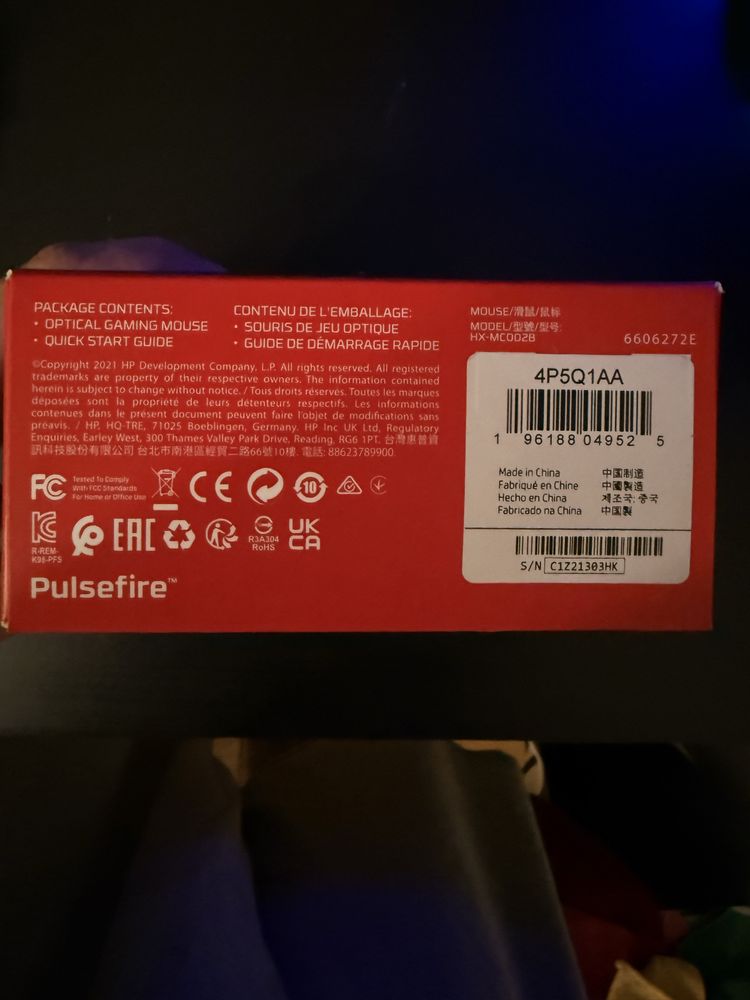 PACKAGE CONTENTS:
• OPTICAL GAMING MOUSE
• QUICK START GUIDE
CONTENU DE L'EMBALLAGE:
• SOURIS DE JEU OPTIQUE
• GUIDE DE DÉMARRAGE RAPIDE
©Copyright 2021 HP Development Company, L.P. All rights reserved. All registered
trademarks are property of their respective owners. The information contained
herein is subject to change without notice. / Tous droits réservés. Toutes les marques
déposées sont la propriété de leurs détenteurs respectifs. Les informations
contenues dans le présent document peuvent faire l'objet de modifications sans
préavis. / HP, HQ-TRE, 71025 Boeblingen, Germany. HP Inc UK Ltd, Regulatory
Enquiries, Earley West, 300 Thames Valley Park Drive, Reading, RG6 1PT. 台灣惠普資
訊科技股份有限公司 台北市南港區經貿二路66號10樓. 電話: 88623789900.
FC
Tested To Comply
With FCC Standards
For Home or Office Use
CE
10
KC
R-REM-
K98-PFS
EAC
R3A304
RoHS
UK
CA
Pulsefire™
MOUSE/滑鼠/鼠标
MODEL/型號/型号:
HX-MC002B
6606272E
4P5Q1AA
1 96188 04952 5
Made in China
Fabriqué en Chine
Hecho en China
Fabricado na China
中国制造
中國製造
제조국: 중국
中国製
S/N C1Z21303HK